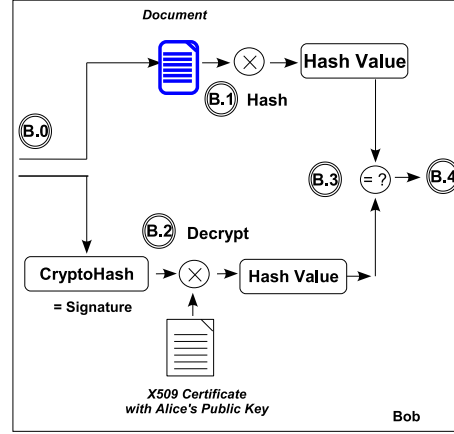 Document
Hash Value
B.1 Hash
B.0
B.3
= ?
B.4
B.2 Decrypt
CryptoHash
Hash Value
= Signature
X509 Certificate
with Alice's Public Key
Bob